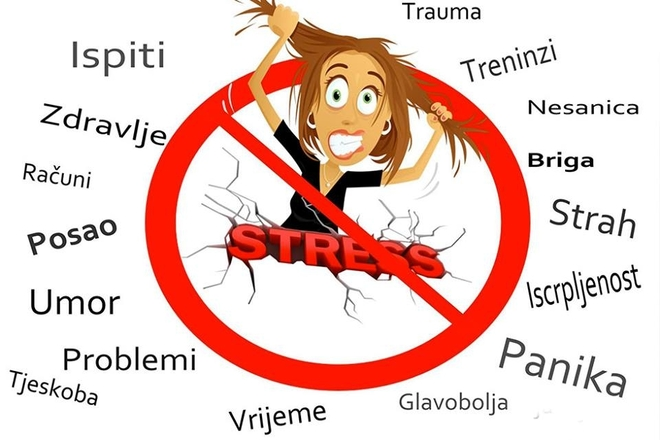 Trauma
Ispiti
Treninzi
Nesanica
Zdravlje
Briga
Računi
Strah
Posao
STRESS
Iscrpljenost
Umor
Problemi
Panika
Tjeskoba
Glavobolja
Vrijeme